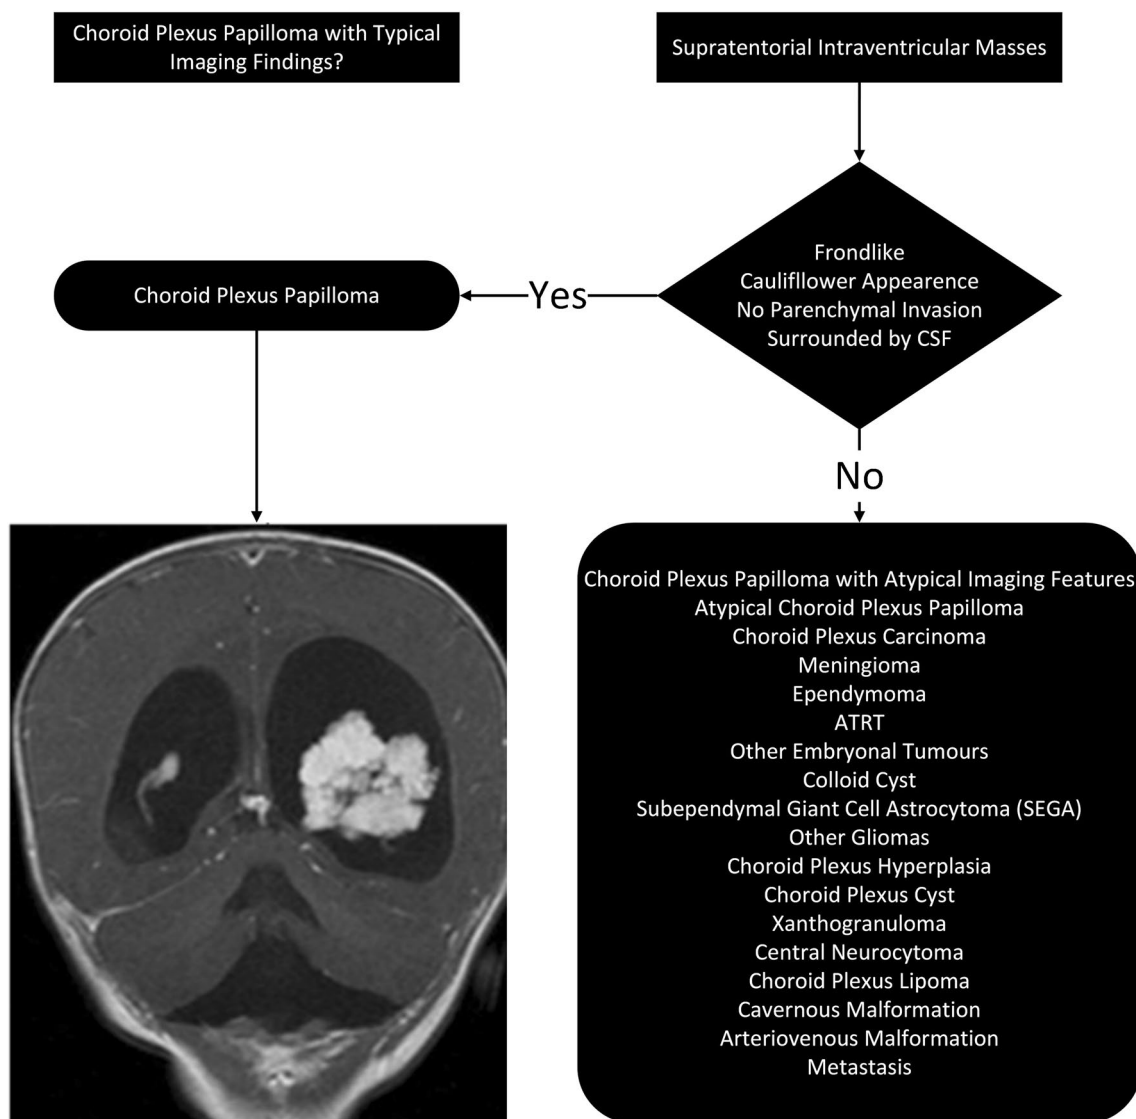 Choroid Plexus Papilloma with Typical
Imaging Findings?
Supratentorial Intraventricular Masses
Frondlike
Caulifllower Appearence
No Parenchymal Invasion
Surrounded by CSF
Yes
Choroid Plexus Papilloma
No
Choroid Plexus Papilloma with Atypical Imaging Features
Atypical Choroid Plexus Papilloma
Choroid Plexus Carcinoma
Meningioma
Ependymoma
ATRT
Other Embryonal Tumours
Colloid Cyst
Subependymal Giant Cell Astrocytoma (SEGA)
Other Gliomas
Choroid Plexus Hyperplasia
Choroid Plexus Cyst
Xanthogranuloma
Central Neurocytoma
Choroid Plexus Lipoma
Cavernous Malformation
Arteriovenous Malformation
Metastasis